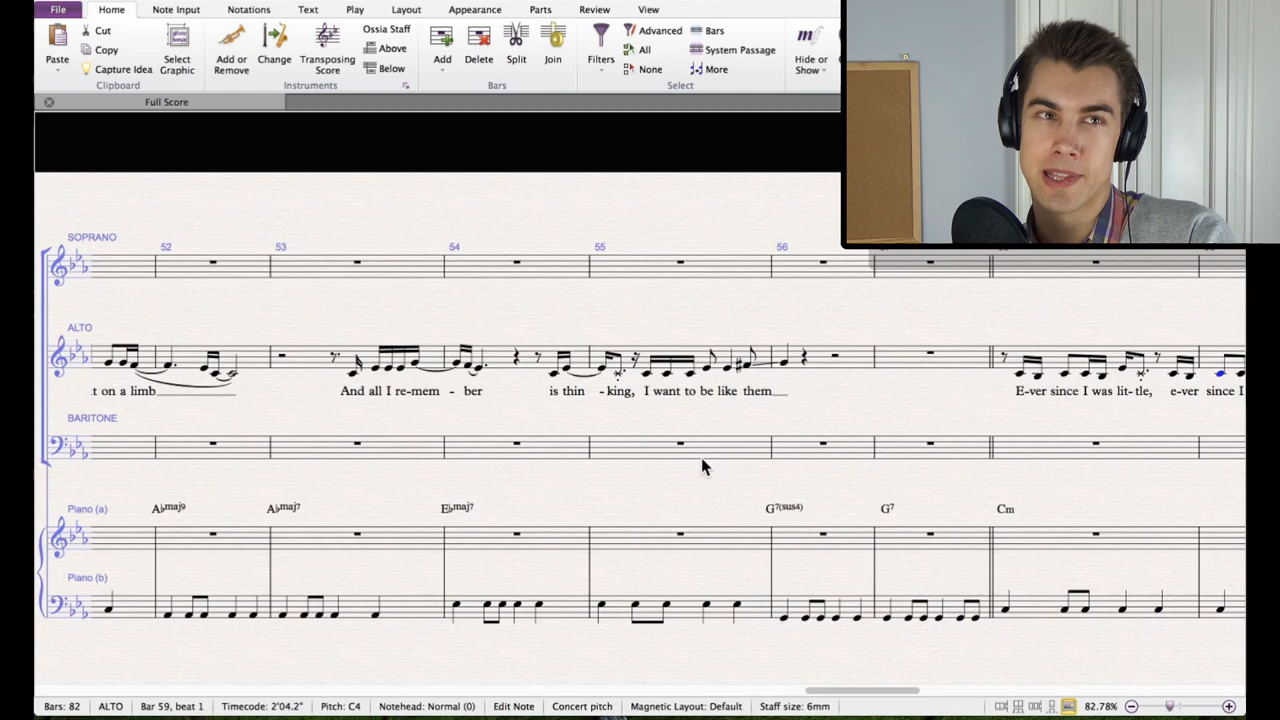 File Home Note Input Notations Text Play Layout Appearance Parts Review View
Paste
Cut
Copy
Capture Idea
Clipboard
Select Graphic
Add or Remove
Change
Transposing Score
Instruments
Ossia Staff
Above
Below
Add
Delete
Split
Join
Bars
Filters
Advanced
All
None
Bars
System Passage
More
Select
Hide or Show
Full Score
SOPRANO
52 53 54 55 56
ALTO
t on a limb And all I re-mem - ber is thin - king, I want to be like them E-ver since I was lit-tle, e-ver since I
BARITONE
Piano (a)
A♭maj9 A♭maj7 E♭maj7 G7(sus4) G7 Cm
Piano (b)
Bars: 82 ALTO Bar 59, beat 1 Timecode: 2'04.2" Pitch: C4 Notehead: Normal (0) Edit Note Concert pitch Magnetic Layout: Default Staff size: 6mm 82.78%